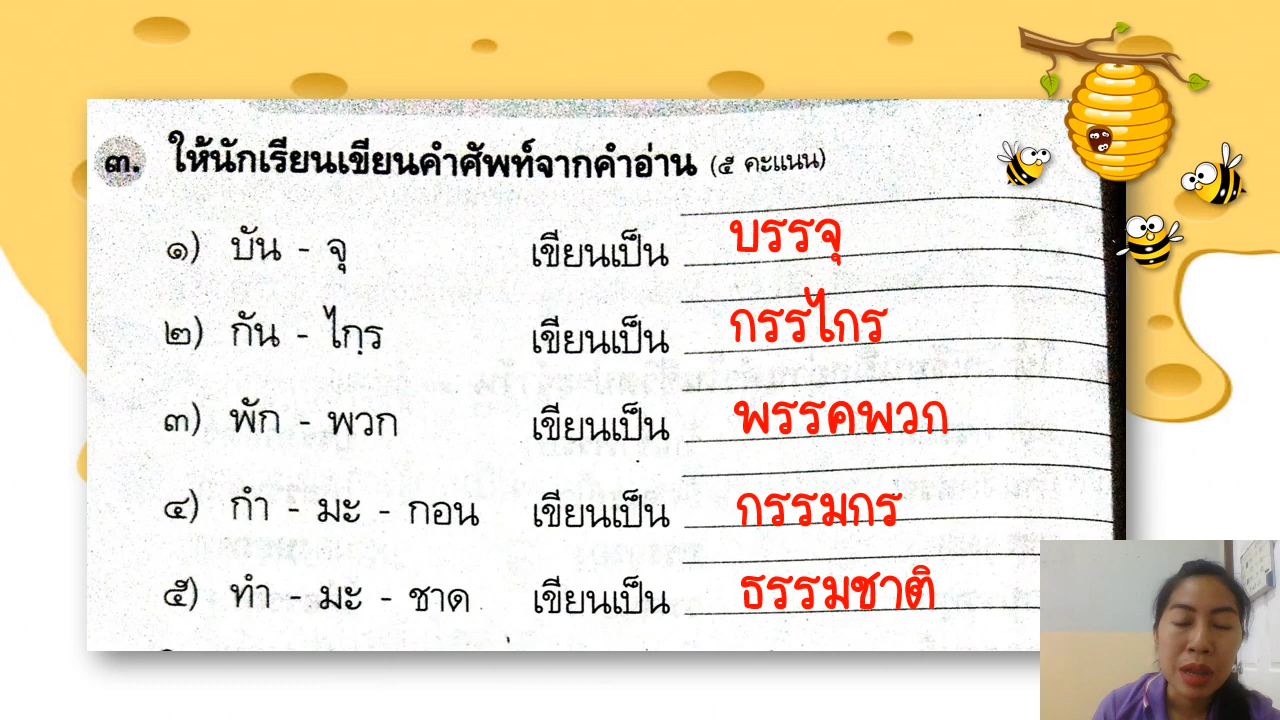 ๓. ให้นักเรียนเขียนคำศัพท์จากคำอ่าน (๕ คะแนน)
๑) บัน - จุ เขียนเป็น บรรจุ
๒) กัน - ไกฺร เขียนเป็น กรรไกร
๓) พัก - พวก เขียนเป็น พรรคพวก
๔) กำ - มะ - กอน เขียนเป็น กรรมกร
๕) ทำ - มะ - ชาด เขียนเป็น ธรรมชาติ